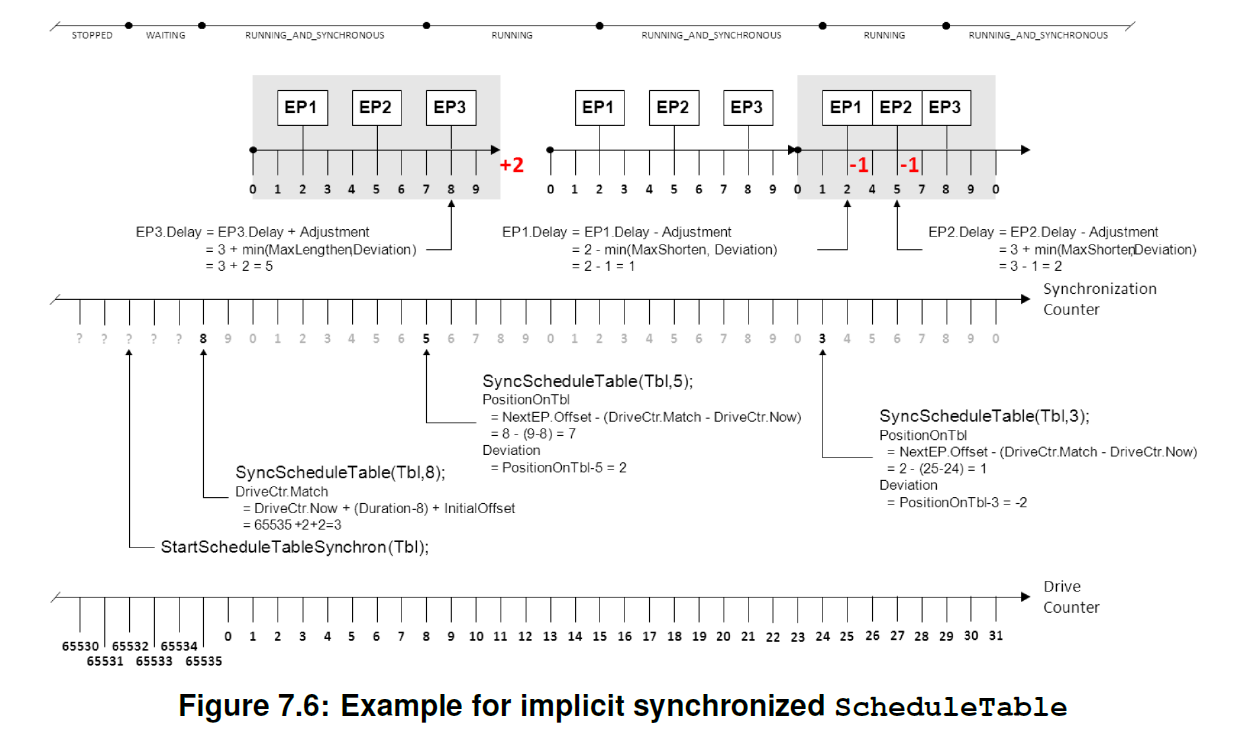 STOPPED WAITING RUNNING_AND_SYNCHRONOUS RUNNING RUNNING_AND_SYNCHRONOUS RUNNING RUNNING_AND_SYNCHRONOUS
EP1 EP2 EP3 EP1 EP2 EP3 EP1 EP2 EP3
+2 -1 -1
0 1 2 3 4 5 6 7 8 9 0 1 2 3 4 5 6 7 8 9 0 1 2 4 5 7 8 9 0
EP3.Delay = EP3.Delay + Adjustment
= 3 + min(MaxLengthen,Deviation)
= 3 + 2 = 5
EP1.Delay = EP1.Delay - Adjustment
= 2 - min(MaxShorten, Deviation)
= 2 - 1 = 1
EP2.Delay = EP2.Delay - Adjustment
= 3 + min(MaxShorten,Deviation)
= 3 - 1 = 2
Synchronization
Counter
? ? ? ? ? 8 9 0 1 2 3 4 5 6 5 6 7 8 9 0 1 2 3 4 5 6 7 8 9 0 3 4 5 6 7 8 9 0
SyncScheduleTable(Tbl,5);
PositionOnTbl
= NextEP.Offset - (DriveCtr.Match - DriveCtr.Now)
= 8 - (9-8) = 7
Deviation
= PositionOnTbl-5 = 2
SyncScheduleTable(Tbl,3);
PositionOnTbl
= NextEP.Offset - (DriveCtr.Match - DriveCtr.Now)
= 2 - (25-24) = 1
Deviation
= PositionOnTbl-3 = -2
SyncScheduleTable(Tbl,8);
DriveCtr.Match
= DriveCtr.Now + (Duration-8) + InitialOffset
= 65535 +2+2=3
StartScheduleTableSynchron(Tbl);
Drive
Counter
65530 65531 65532 65533 65534 65535 0 1 2 3 4 5 6 7 8 9 10 11 12 13 14 15 16 17 18 19 20 21 22 23 24 25 26 27 28 29 30 31
Figure 7.6: Example for implicit synchronized ScheduleTable